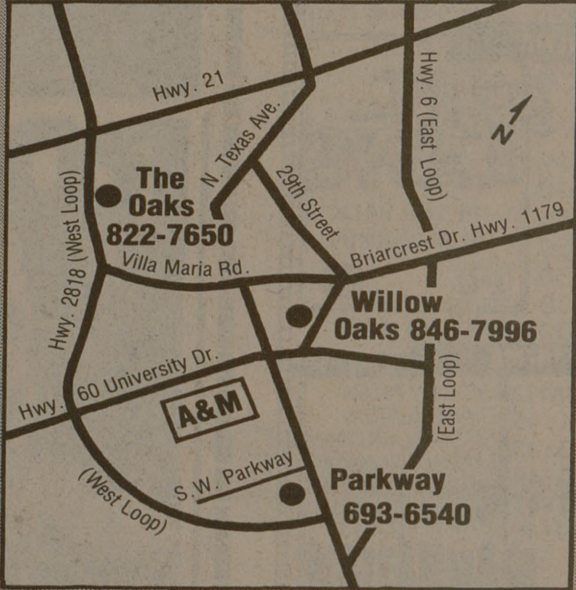 Hwy. 21
N. Texas Ave.
Hwy. 6 (East Loop)
N
The
Oaks
822-7650
29th Street
Hwy. 2818 (West Loop)
Villa Maria Rd.
Briarcrest Dr. Hwy. 1179
Willow
Oaks 846-7996
Hwy. 60 University Dr.
A&M
(East Loop)
(West Loop)
S.W. Parkway
Parkway
693-6540